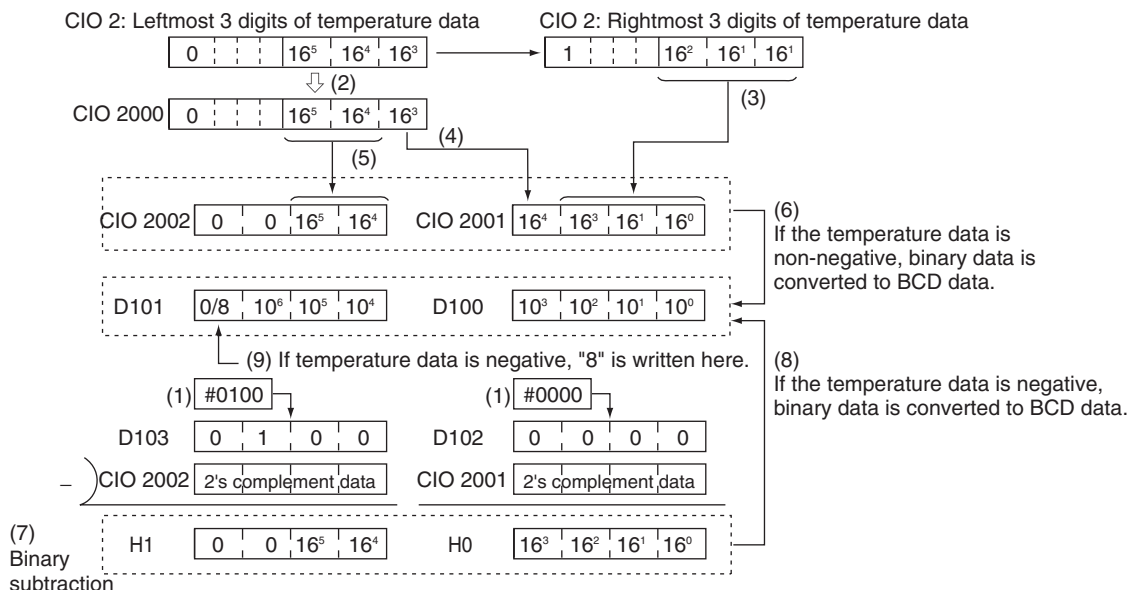 CIO 2: Leftmost 3 digits of temperature data
CIO 2: Rightmost 3 digits of temperature data
0 16⁵ 16⁴ 16³
1 16² 16¹ 16¹
(2)
(3)
CIO 2000 0 16⁵ 16⁴ 16³
(4)
(5)
CIO 2002 0 0 16⁵ 16⁴
CIO 2001 16⁴ 16³ 16¹ 16⁰
(6)
If the temperature data is
non-negative, binary data is
converted to BCD data.
D101 0/8 10⁶ 10⁵ 10⁴
D100 10³ 10² 10¹ 10⁰
(9) If temperature data is negative, "8" is written here.
(8)
If the temperature data is negative,
binary data is converted to BCD data.
(1) #0100
(1) #0000
D103 0 1 0 0
D102 0 0 0 0
– CIO 2002 2's complement data
CIO 2001 2's complement data
(7)
Binary
subtraction
H1 0 0 16⁵ 16⁴
H0 16³ 16² 16¹ 16⁰